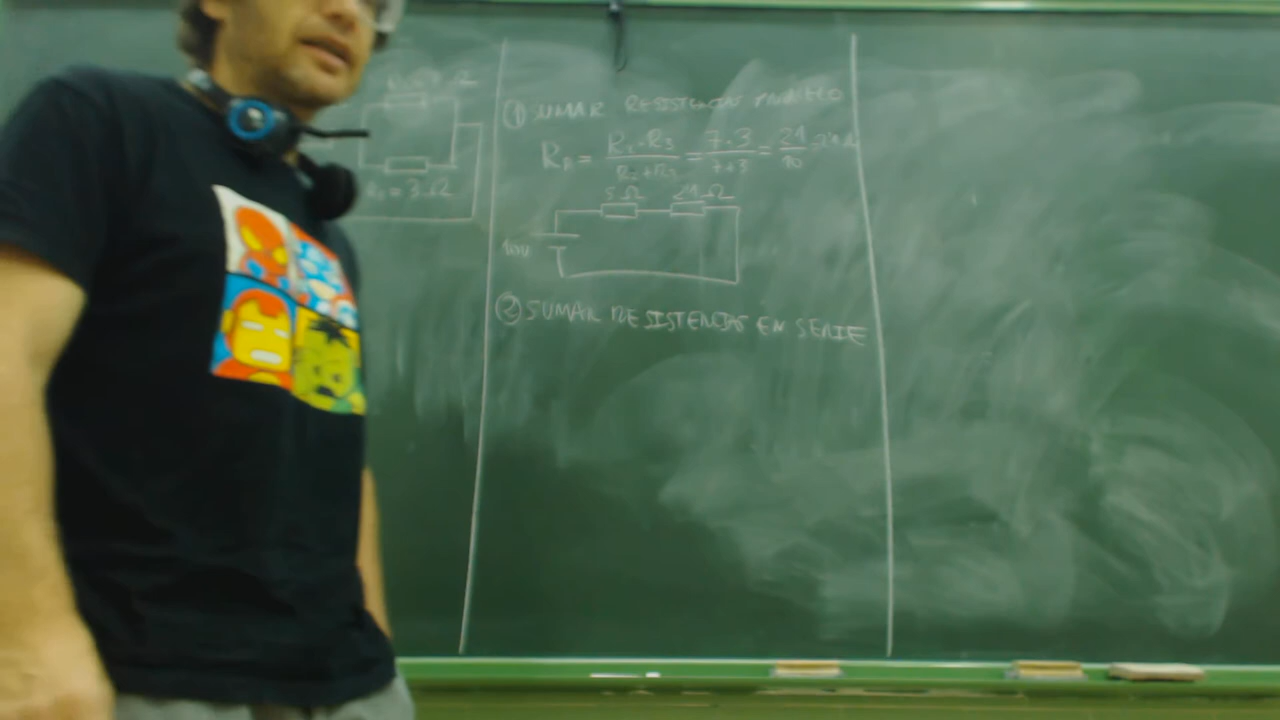 R₃ = 3 Ω
① SUMAR RESISTENCIAS PARALELO
Rₚ = R₂·R₃ / R₂+R₃ = 7·3 / 7+3 = 21 / 10 = 2'1 Ω
5 Ω 2'1 Ω
10V
② SUMAR RESISTENCIAS EN SERIE